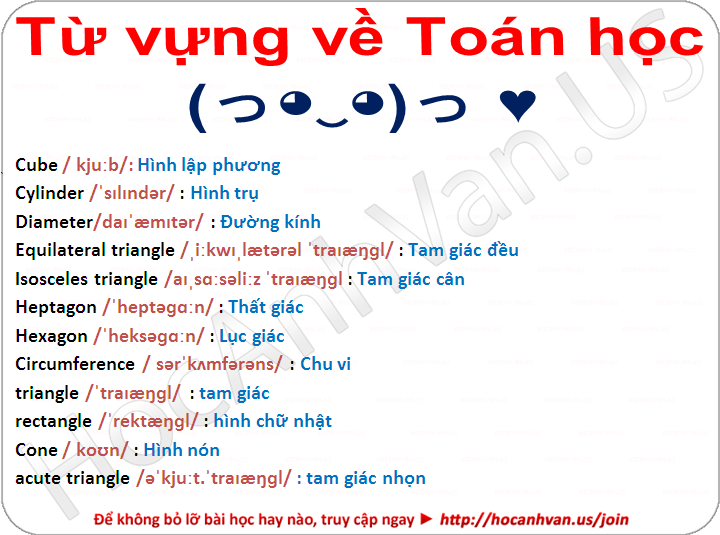 Từ vựng về Toán học
(っ◕‿◕)っ ♥
Cube / kjuːb/: Hình lập phương
Cylinder /ˈsɪlɪndər/ : Hình trụ
Diameter/daɪˈæmɪtər/ : Đường kính
Equilateral triangle /ˌiːkwɪˌlætərəl ˈtraɪæŋgl/ : Tam giác đều
Isosceles triangle /aɪˌsɑːsəliːz ˈtraɪæŋgl : Tam giác cân
Heptagon /ˈheptəgɑːn/ : Thất giác
Hexagon /ˈheksəgɑːn/ : Lục giác
Circumference / sərˈkʌmfərəns/ : Chu vi
triangle /ˈtraɪæŋgl/ : tam giác
rectangle /ˈrektæŋgl/ : hình chữ nhật
Cone / koʊn/ : Hình nón
acute triangle /əˈkjuːt.ˈtraɪæŋgl/ : tam giác nhọn
Để không bỏ lỡ bài học hay nào, truy cập ngay ► http://hocanhvan.us/join
HocAnhVan.Us